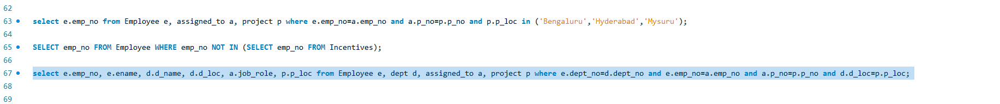 62
63 select e.emp_no from Employee e, assigned_to a, project p where e.emp_no=a.emp_no and a.p_no=p.p_no and p.p_loc in ('Bengaluru','Hyderabad','Mysuru');
64
65 SELECT emp_no FROM Employee WHERE emp_no NOT IN (SELECT emp_no FROM Incentives);
66
67 select e.emp_no, e.ename, d.d_name, d.d_loc, a.job_role, p.p_loc from Employee e, dept d, assigned_to a, project p where e.dept_no=d.dept_no and e.emp_no=a.emp_no and a.p_no=p.p_no and d.d_loc=p.p_loc;
68
69